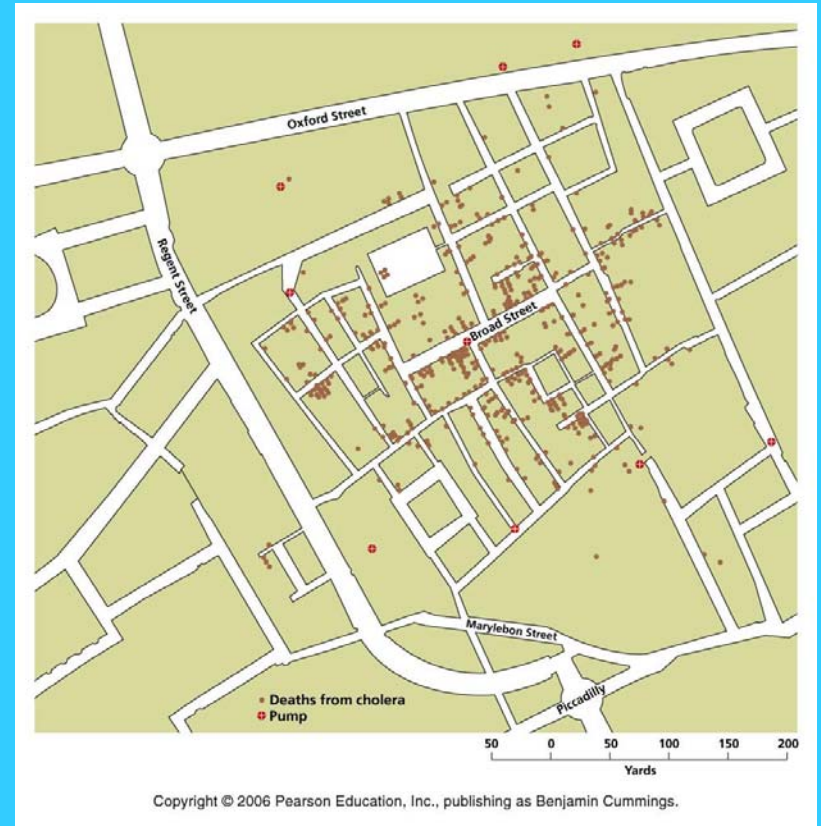 Oxford Street
Regent Street
Broad Street
Marylebon Street
Piccadilly
Deaths from cholera
Pump
50 0 50 100 150 200
Yards
Copyright © 2006 Pearson Education, Inc., publishing as Benjamin Cummings.